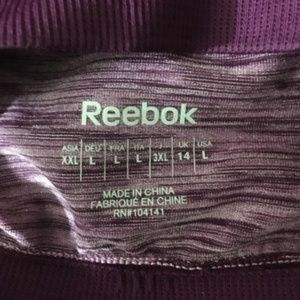 Reebok
ASIA DEU FRA ITA UK USA
XXL L L L 3XL 14 L
MADE IN CHINA
FABRIQUÉ EN CHINE
RN#104141